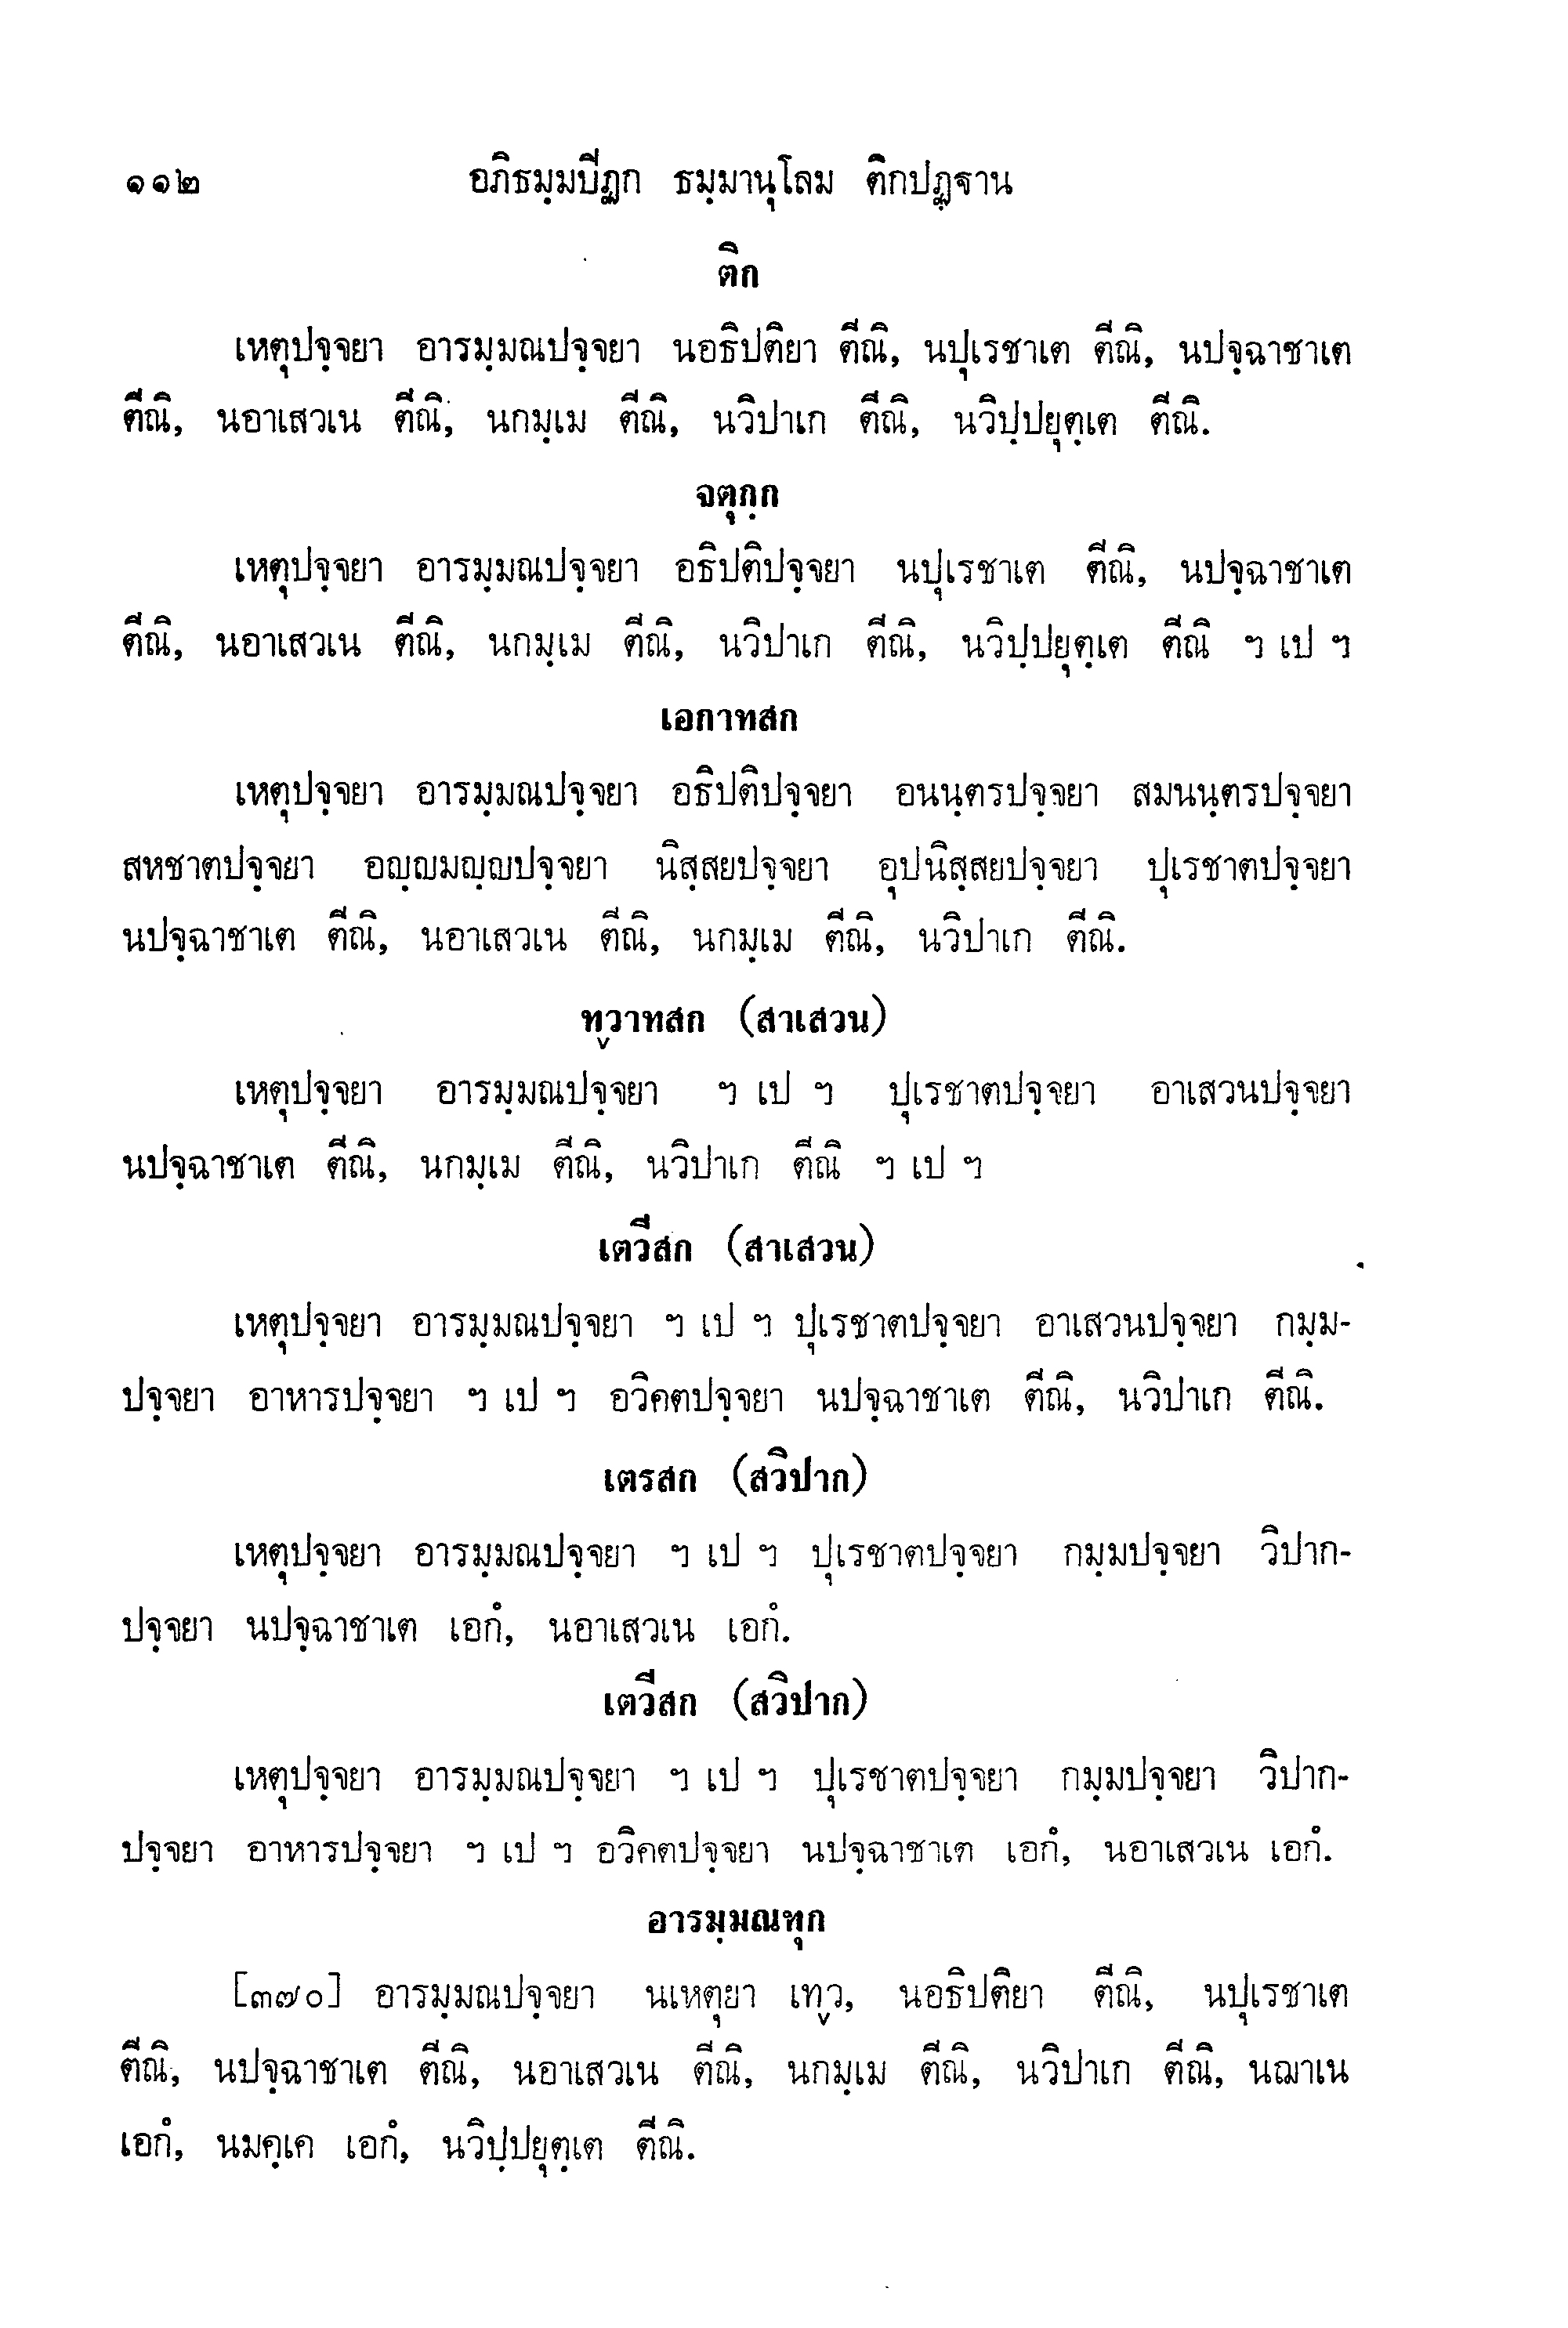 ๑๑๒ อภิธมฺมปีฏก ธมฺมานุโลม ติกปฏฺฐาน
ติก
เหตุปจฺจยา อารมฺมณปจฺจยา นอธิปติยา ตีณิ, นปุเรชาเต ตีณิ, นปจฺฉาชาเต
ตีณิ, นอาเสวเน ตีณิ, นกมฺเม ตีณิ, นวิปาเก ตีณิ, นวิปฺปยุตฺเต ตีณิ.
จตุกฺก
เหตุปจฺจยา อารมฺมณปจฺจยา อธิปติปจฺจยา นปุเรชาเต ตีณิ, นปจฺฉาชาเต
ตีณิ, นอาเสวเน ตีณิ, นกมฺเม ตีณิ, นวิปาเก ตีณิ, นวิปฺปยุตฺเต ตีณิ ฯ เป ฯ
เอกาทสก
เหตุปจฺจยา อารมฺมณปจฺจยา อธิปติปจฺจยา อนนฺตรปจฺจยา สมนนฺตรปจฺจยา
สหชาตปจฺจยา อญฺญมญฺญปจฺจยา นิสฺสยปจฺจยา อุปนิสฺสยปจฺจยา ปุเรชาตปจฺจยา
นปจฺฉาชาเต ตีณิ, นอาเสวเน ตีณิ, นกมฺเม ตีณิ, นวิปาเก ตีณิ.
ทฺวาทสก (สาเสวน)
เหตุปจฺจยา อารมฺมณปจฺจยา ฯ เป ฯ ปุเรชาตปจฺจยา อาเสวนปจฺจยา
นปจฺฉาชาเต ตีณิ, นกมฺเม ตีณิ, นวิปาเก ตีณิ ฯ เป ฯ
เตวีสก (สาเสวน)
เหตุปจฺจยา อารมฺมณปจฺจยา ฯ เป ฯ ปุเรชาตปจฺจยา อาเสวนปจฺจยา กมฺม-
ปจฺจยา อาหารปจฺจยา ฯ เป ฯ อวิคตปจฺจยา นปจฺฉาชาเต ตีณิ, นวิปาเก ตีณิ.
เตรสก (สวิปาก)
เหตุปจฺจยา อารมฺมณปจฺจยา ฯ เป ฯ ปุเรชาตปจฺจยา กมฺมปจฺจยา วิปาก-
ปจฺจยา นปจฺฉาชาเต เอกํ, นอาเสวเน เอกํ.
เตวีสก (สวิปาก)
เหตุปจฺจยา อารมฺมณปจฺจยา ฯ เป ฯ ปุเรชาตปจฺจยา กมฺมปจฺจยา วิปาก-
ปจฺจยา อาหารปจฺจยา ฯ เป ฯ อวิคตปจฺจยา นปจฺฉาชาเต เอกํ, นอาเสวเน เอกํ.
อารมฺมณทุก
[๓๗๐] อารมฺมณปจฺจยา นเหตุยา เทฺว, นอธิปติยา ตีณิ, นปุเรชาเต
ตีณิ, นปจฺฉาชาเต ตีณิ, นอาเสวเน ตีณิ, นกมฺเม ตีณิ, นวิปาเก ตีณิ, นฌาเน
เอกํ, นมคฺเค เอกํ, นวิปฺปยุตฺเต ตีณิ.